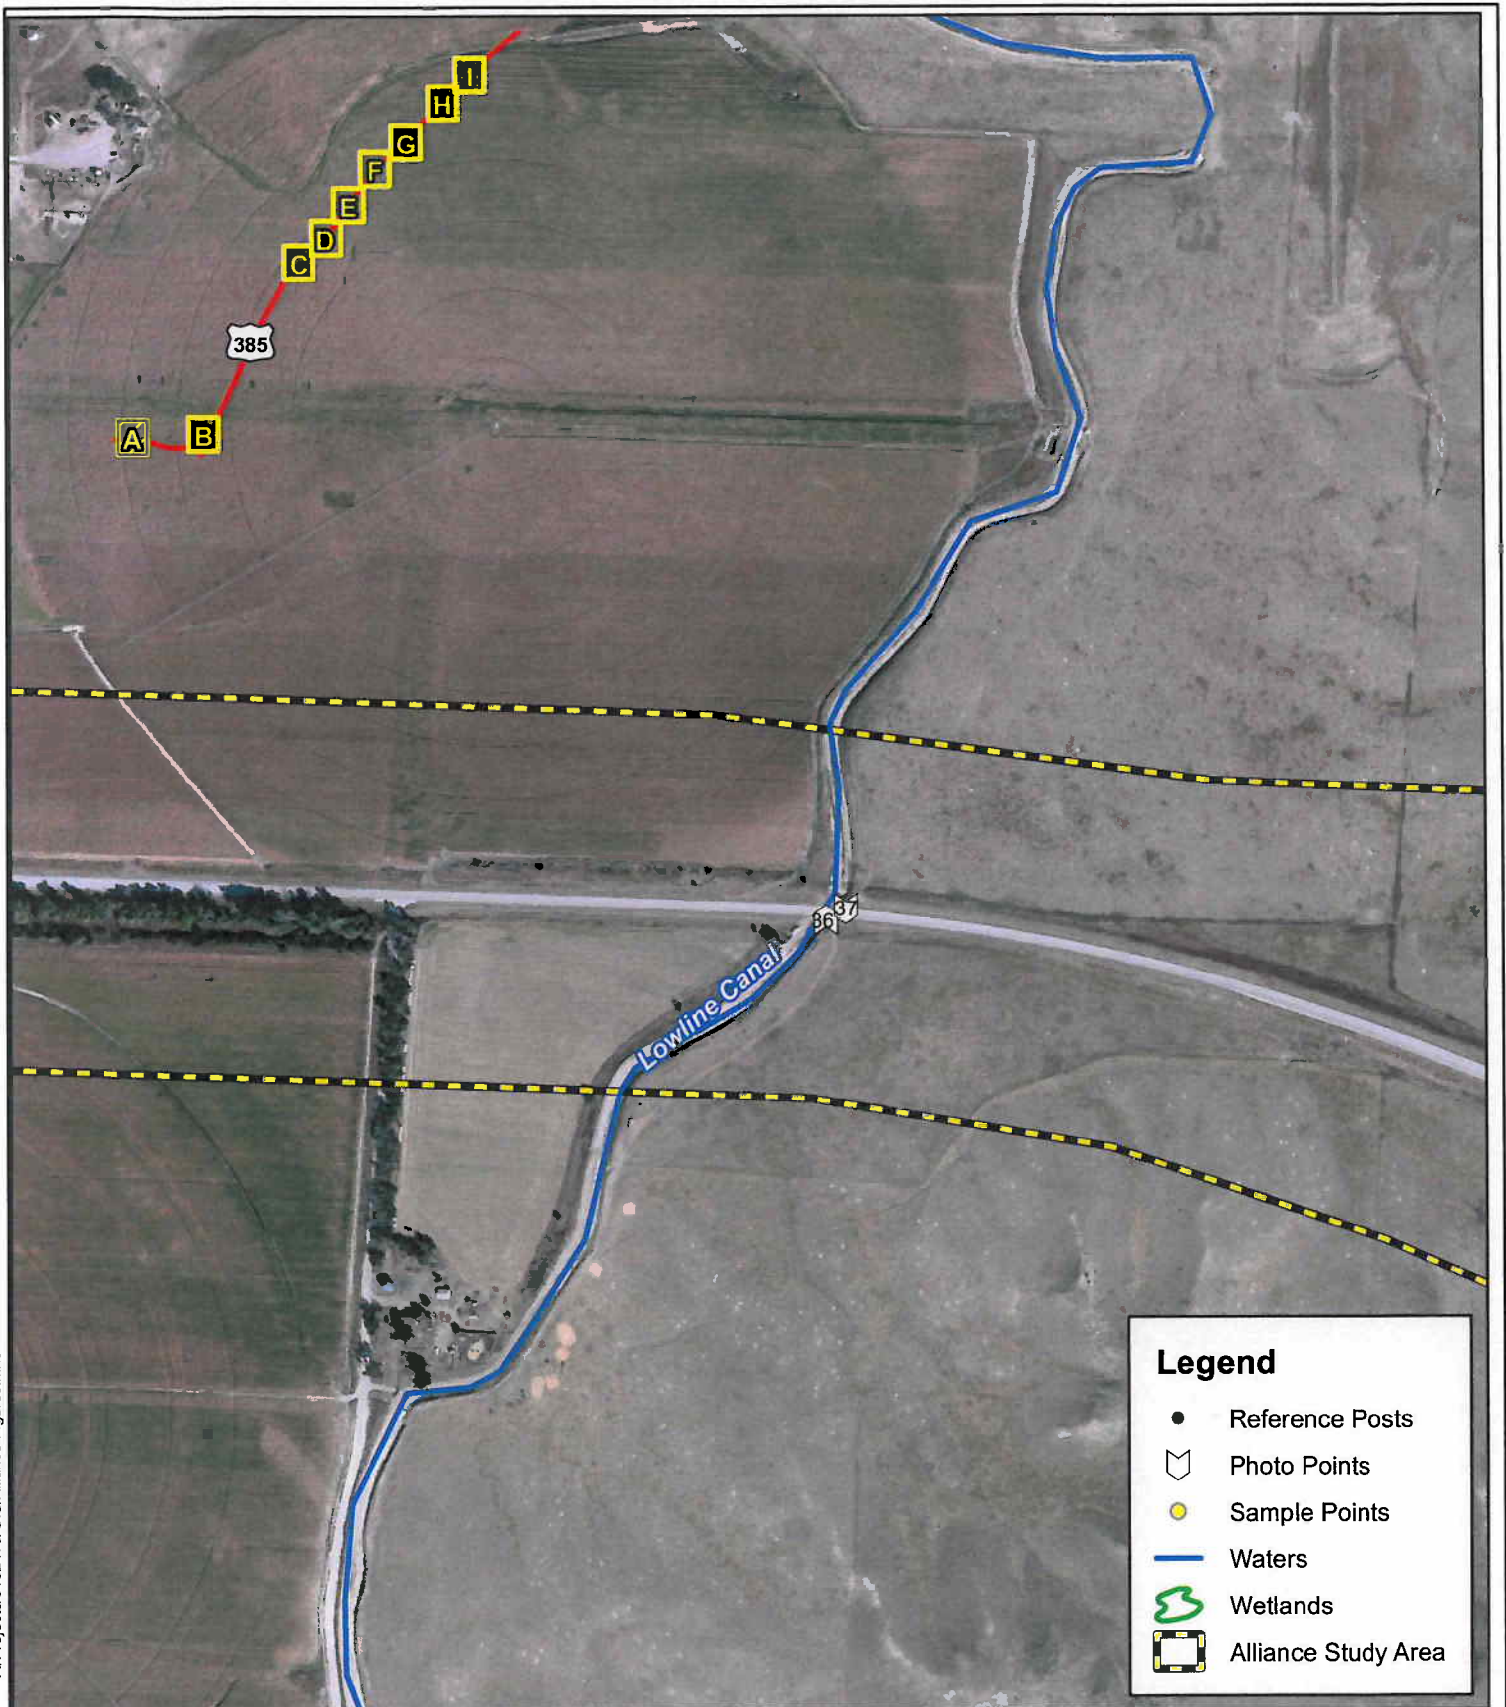 I
H
G
F
E
D
C
385
A
B
36
37
Lowline Canal
Legend
Reference Posts
Photo Points
Sample Points
Waters
Wetlands
Alliance Study Area